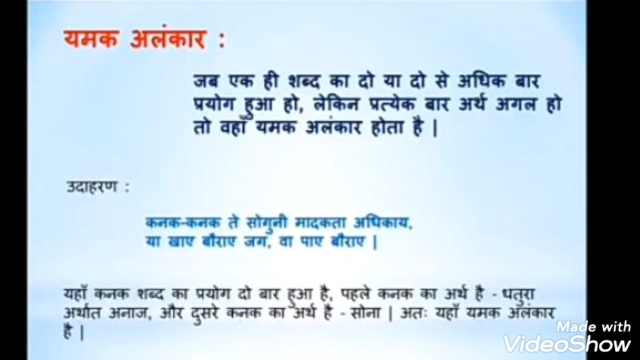 यमक अलंकार :
जब एक ही शब्द का दो या दो से अधिक बार
प्रयोग हुआ हो, लेकिन प्रत्येक बार अर्थ अगल हो
तो वहाँ यमक अलंकार होता है |
उदाहरण :
कनक-कनक ते सोगुनी मादकता अधिकाय,
या खाए बौराए जग, वा पाए बौराए |
यहाँ कनक शब्द का प्रयोग दो बार हुआ है, पहले कनक का अर्थ है - धतुरा
अर्थात अनाज, और दुसरे कनक का अर्थ है - सोना | अतः यहाँ यमक अलंकार
है |
Made with
VideoShow